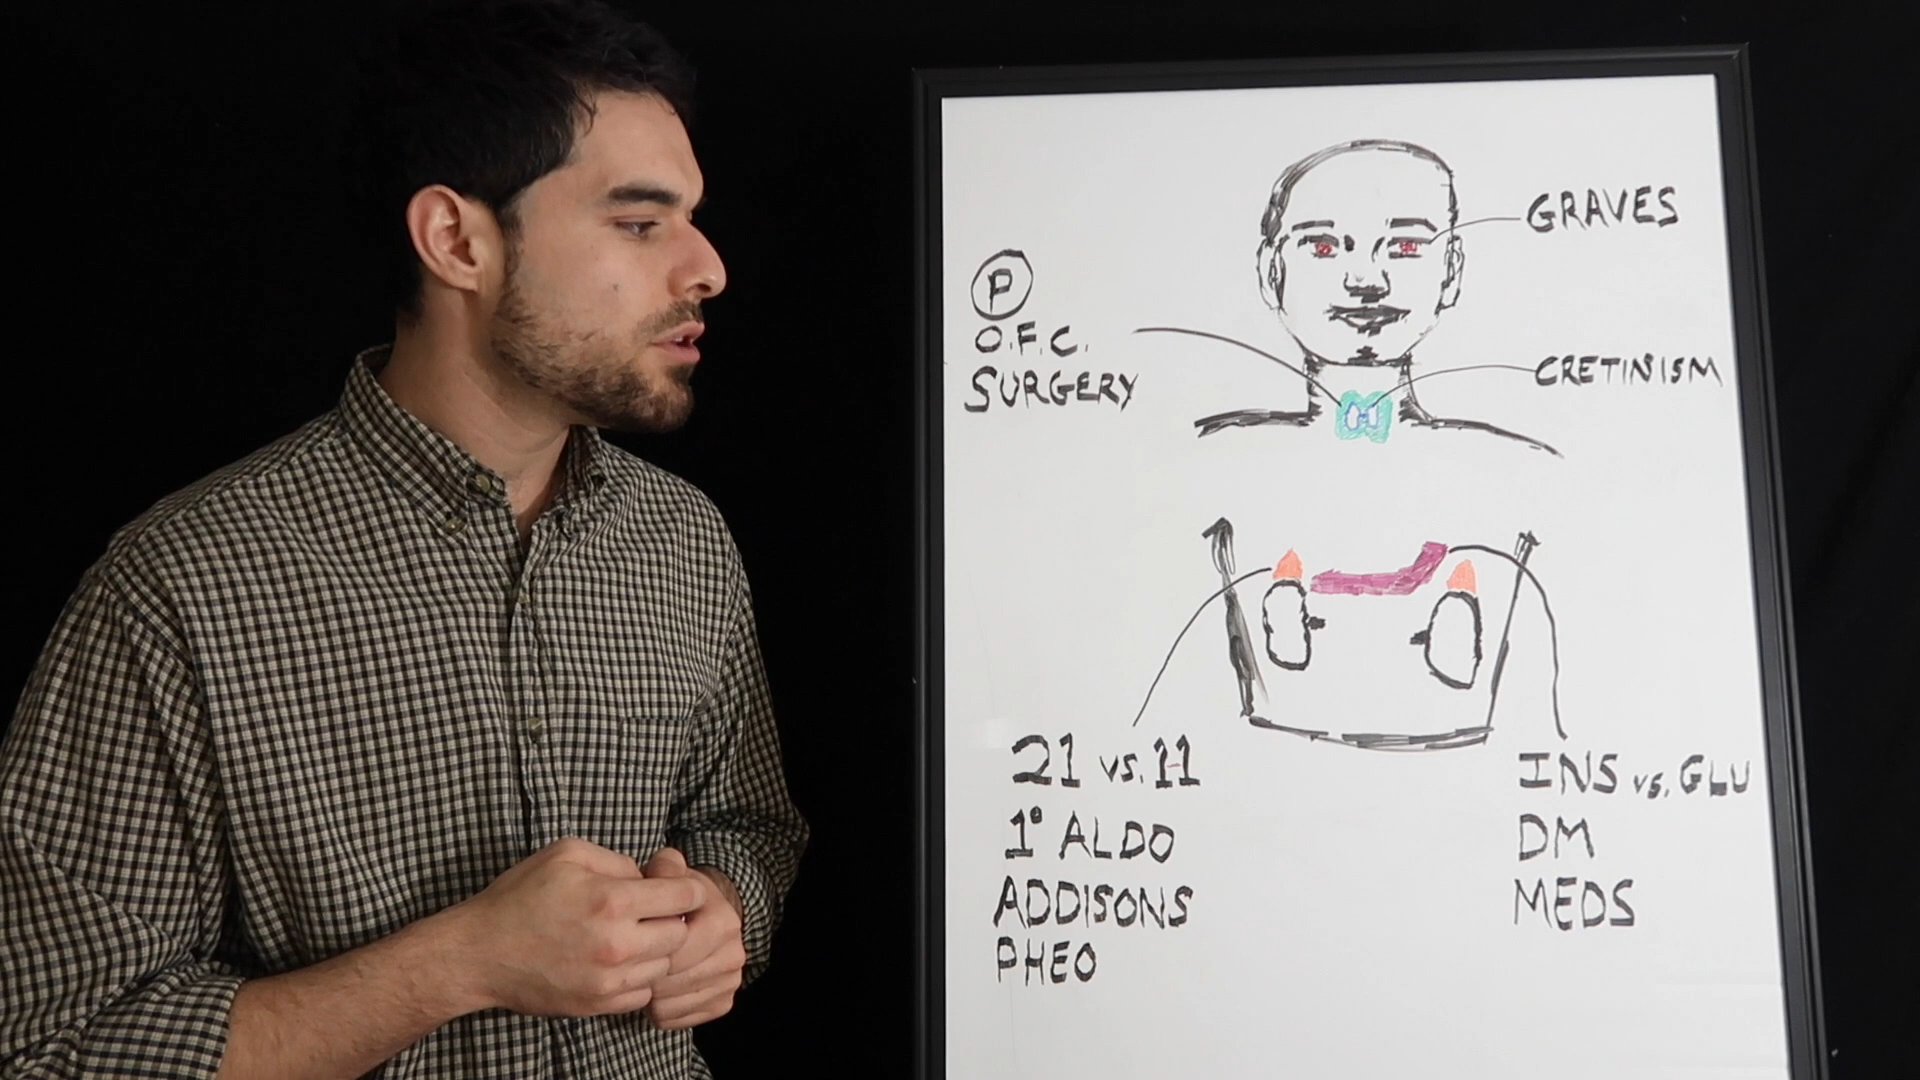 GRAVES
P
O.F.C.
SURGERY
CRETINISM
21 vs. 11
1° ALDO
ADDISONS
PHEO
INS vs. GLU
DM
MEDS